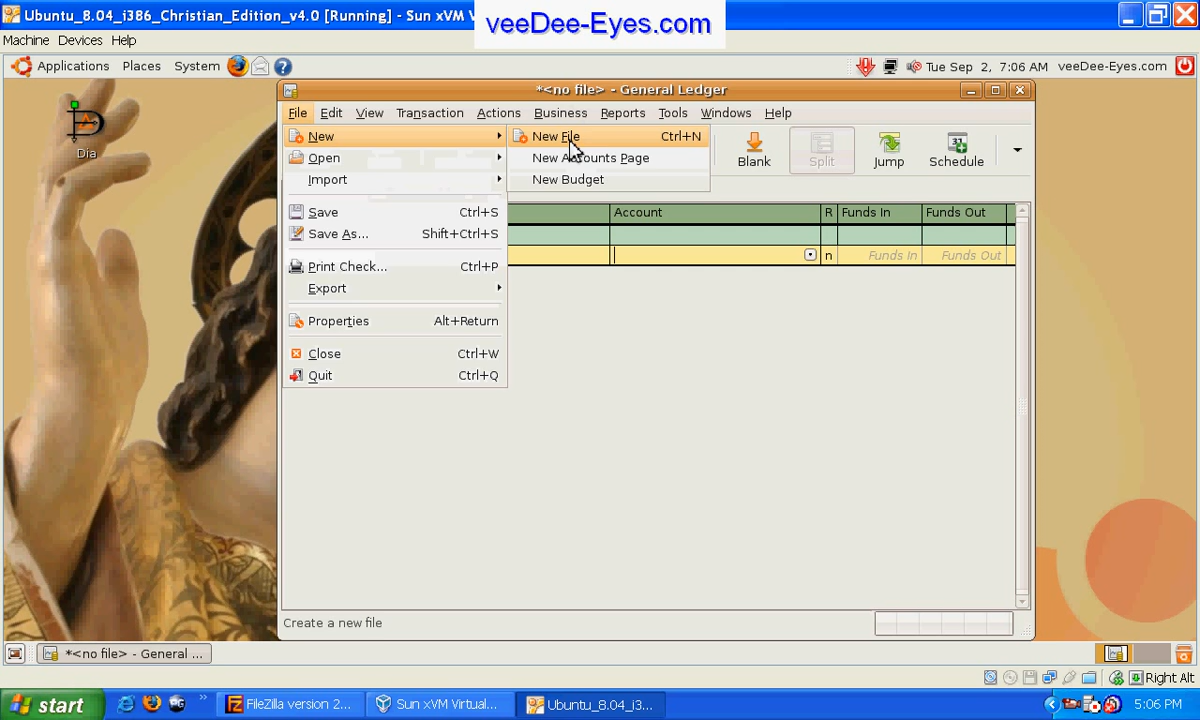 Ubuntu_8.04_i386_Christian_Edition_v4.0 [Running] - Sun xVM V
veeDee-Eyes.com
Machine Devices Help
Applications Places System
Tue Sep 2, 7:06 AM veeDee-Eyes.com
Dia
*<no file> - General Ledger
File Edit View Transaction Actions Business Reports Tools Windows Help
New
New File Ctrl+N
Open
New Accounts Page
Import
New Budget
Blank Split Jump Schedule
Save Ctrl+S
Save As... Shift+Ctrl+S
Print Check... Ctrl+P
Export
Properties Alt+Return
Close Ctrl+W
Quit Ctrl+Q
Account R Funds In Funds Out
n Funds In Funds Out
Create a new file
*<no file> - General ...
Right Alt
start
FileZilla version 2...
Sun xVM Virtual...
Ubuntu_8.04_i3...
5:06 PM